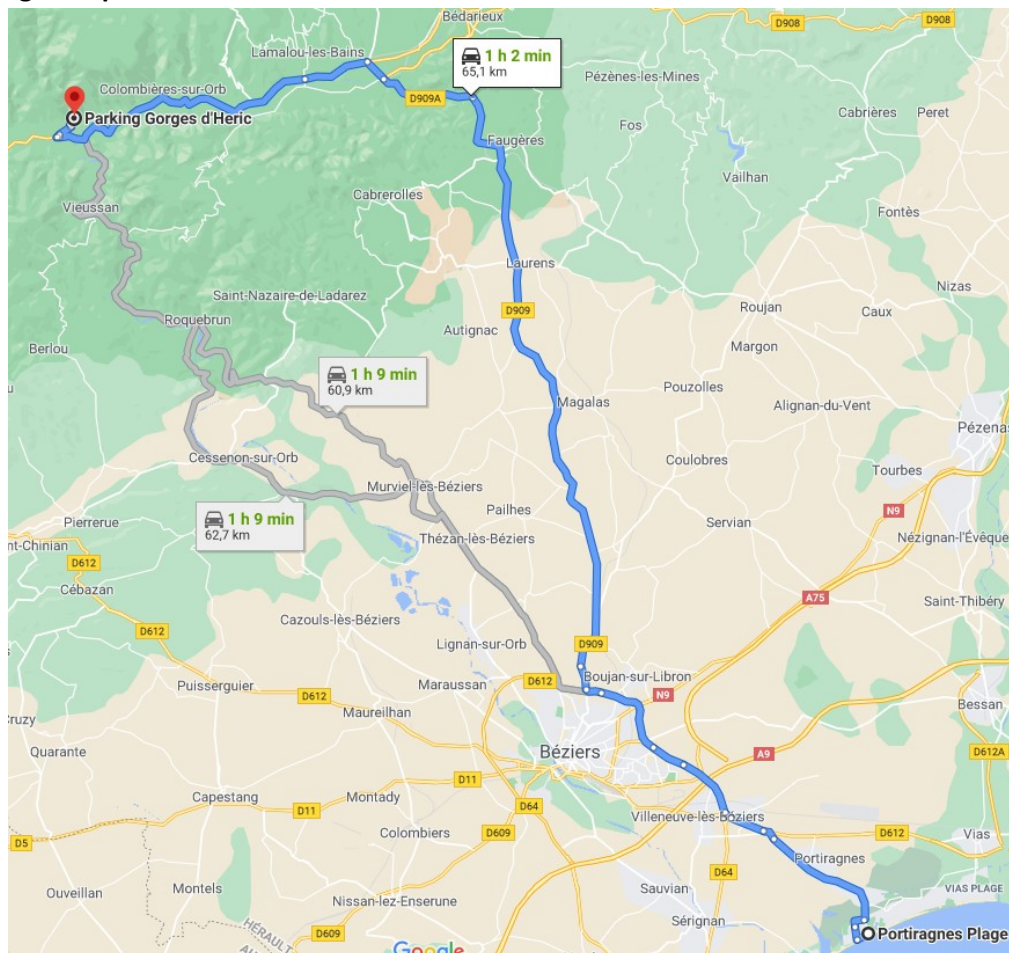 Bédarieux
D908
D908
Lamalou-les-Bains
1 h 2 min
65,1 km
Pézènes-les-Mines
Colombières-sur-Orb
D909A
Cabrières
Peret
Parking Gorges d'Heric
Fos
Faugères
Vailhan
Cabrerolles
Vieussan
Fontès
Laurens
Nizas
Saint-Nazaire-de-Ladarez
D909
Roujan
Caux
Roquebrun
Autignac
Berlou
Margon
1 h 9 min
60,9 km
Pouzolles
Magalas
Alignan-du-Vent
Pézenas
Cessenon-sur-Orb
Coulobres
Tourbes
Murviel-lès-Béziers
1 h 9 min
62,7 km
Pailhes
N9
Pierrerue
Servian
Thézan-lès-Béziers
Nézignan-l'Évêque
nt-Chinian
D612
Cébazan
A75
Saint-Thibéry
Cazouls-lès-Béziers
D612
Lignan-sur-Orb
D909
Boujan-sur-Libron
Puisserguier
Maraussan
D612
D612
N9
Bessan
Maureilhan
Cruzy
Quarante
Béziers
A9
D612A
D11
Capestang
Montady
D11
D64
Villeneuve-lès-Béziers
D5
Colombiers
D609
D612
Vias
Portiragnes
D64
Ouveillan
Montels
Sauvian
VIAS PLAGE
Nissan-lez-Enserune
Sérignan
HÉRAULT
D609
Portiragnes Plage
Google